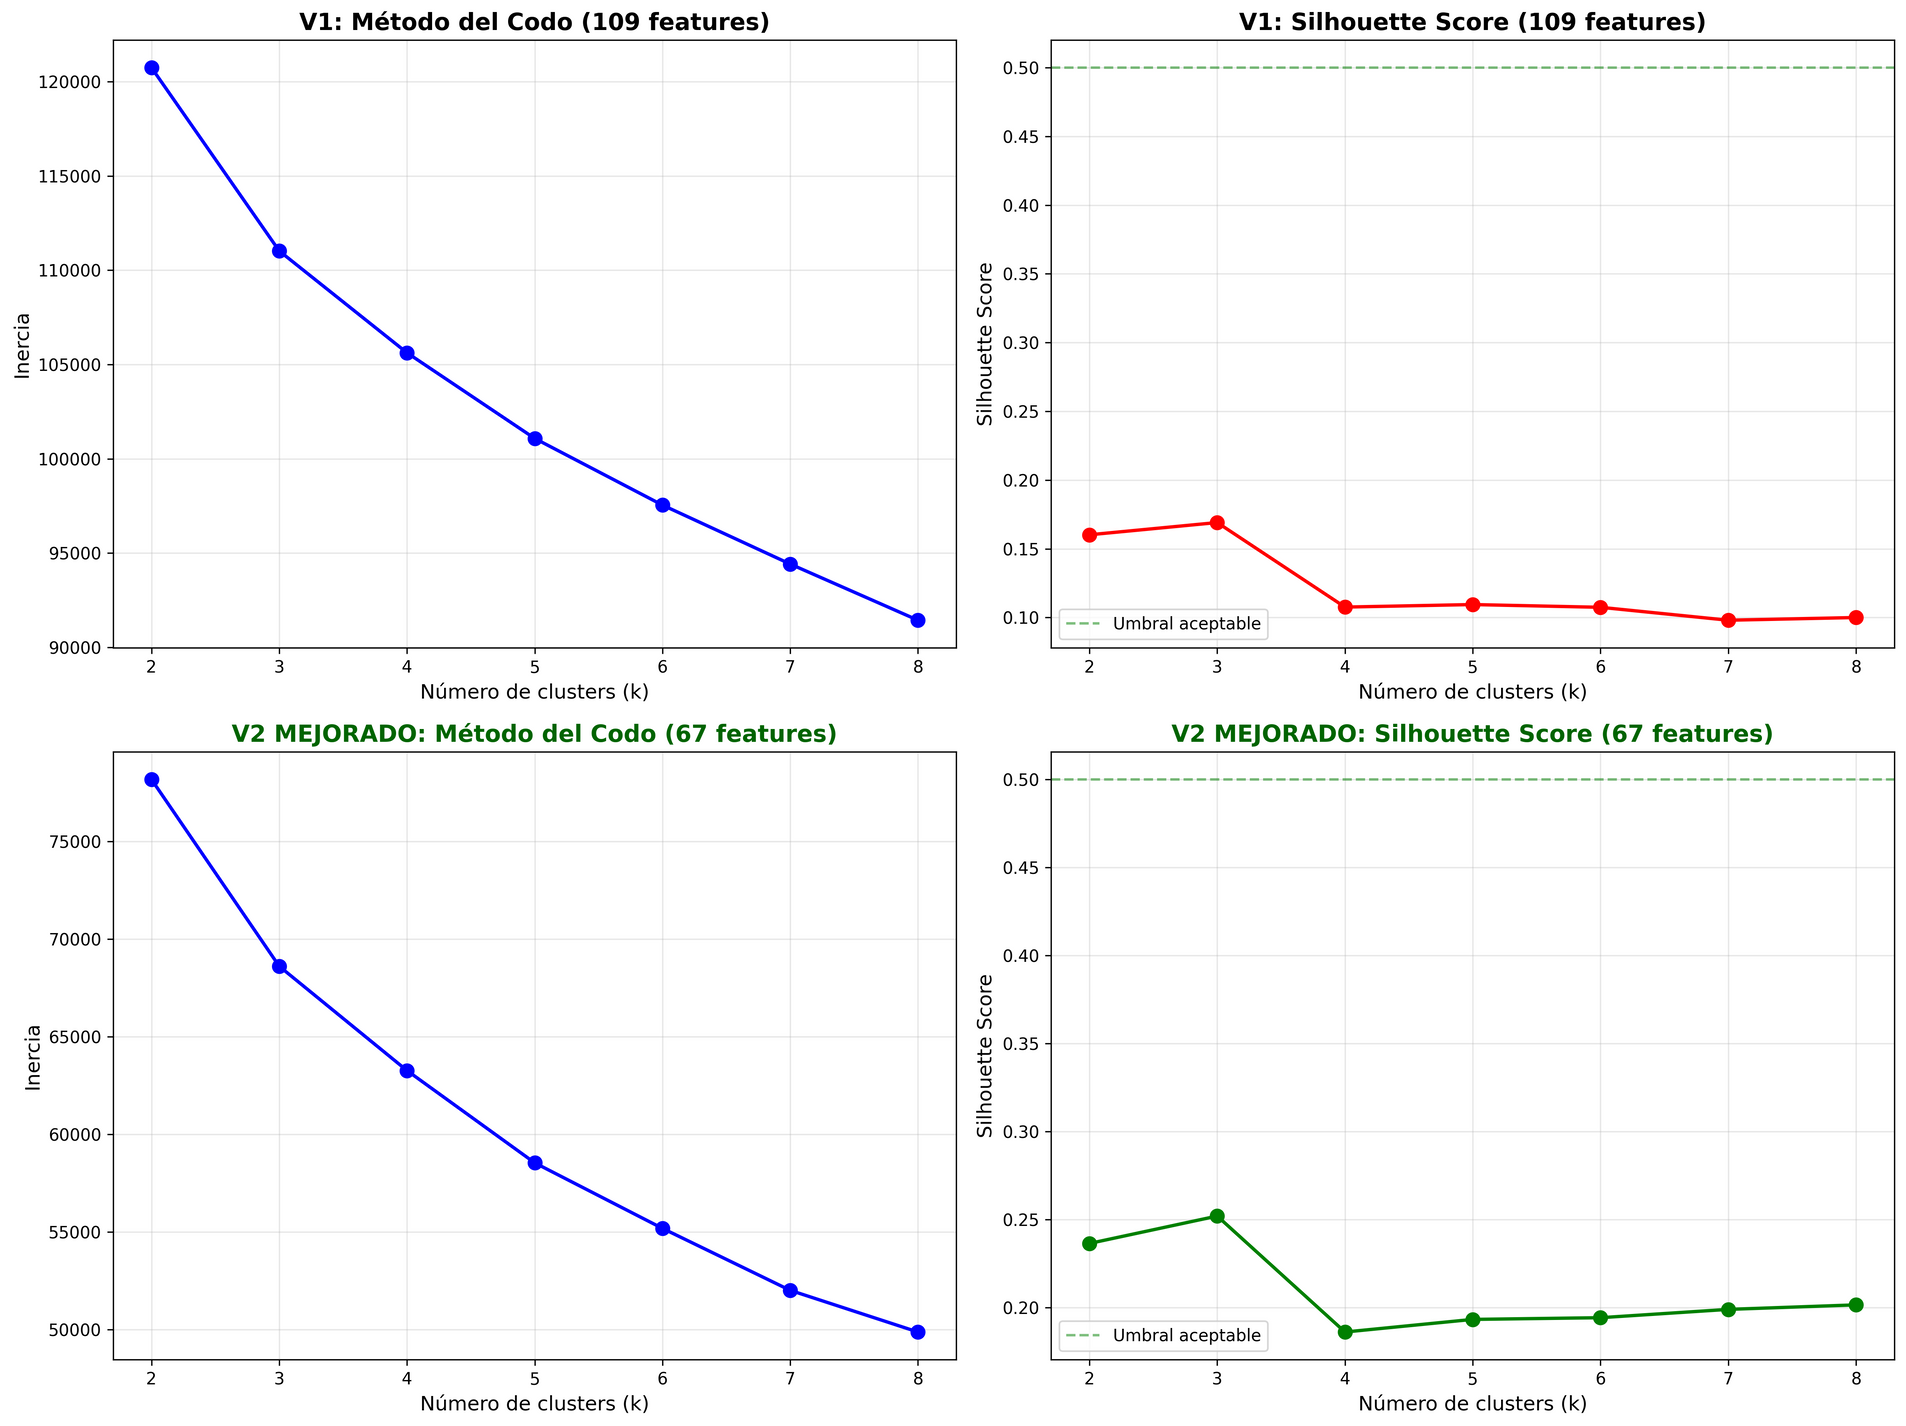 V1: Método del Codo (109 features)
120000
115000
110000
105000
100000
95000
90000
Inercia
2 3 4 5 6 7 8
Número de clusters (k)
V1: Silhouette Score (109 features)
0.50
0.45
0.40
0.35
0.30
0.25
0.20
0.15
0.10
Silhouette Score
Umbral aceptable
2 3 4 5 6 7 8
Número de clusters (k)
V2 MEJORADO: Método del Codo (67 features)
75000
70000
65000
60000
55000
50000
Inercia
2 3 4 5 6 7 8
Número de clusters (k)
V2 MEJORADO: Silhouette Score (67 features)
0.50
0.45
0.40
0.35
0.30
0.25
0.20
Silhouette Score
Umbral aceptable
2 3 4 5 6 7 8
Número de clusters (k)